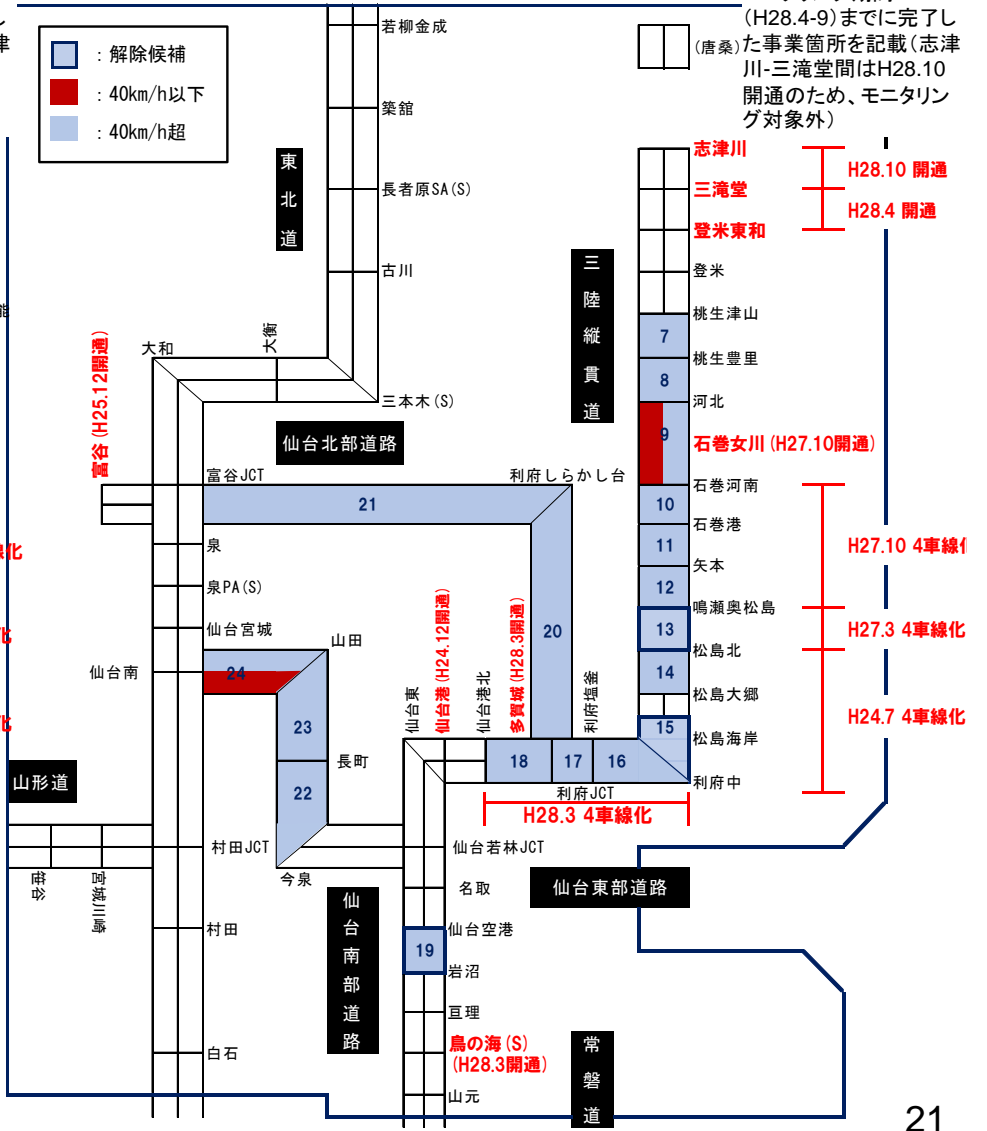 (H28.4-9)までに完了し
た事業箇所を記載(志津
川-三滝堂間はH28.10
開通のため、モニタリン
グ対象外)
：解除候補
：40km/h以下
：40km/h超
若柳金成
築舘
長者原SA(S)
古川
三本木(S)
大衡
大和
東北道
(唐桑)
志津川
三滝堂
登米東和
登米
桃生津山
桃生豊里
河北
石巻女川(H27.10開通)
石巻河南
石巻港
矢本
鳴瀬奥松島
松島北
松島大郷
松島海岸
利府中
H28.10 開通
H28.4 開通
H27.10 4車線化
H27.3 4車線化
H24.7 4車線化
三陸縦貫道
7
8
9
10
11
12
13
14
15
富谷(H25.12開通)
仙台北部道路
富谷JCT
利府しらかし台
21
20
泉
泉PA(S)
仙台宮城
仙台南
山田
24
23
長町
22
今泉
仙台東
仙台港(H24.12開通)
仙台港北
多賀城(H28.3開通)
利府塩釜
18
17
16
利府JCT
H28.3 4車線化
線化
化
化
山形道
笹谷
宮城川崎
村田JCT
村田
白石
仙台南部道路
仙台若林JCT
名取
仙台空港
19
岩沼
亘理
鳥の海(S)
(H28.3開通)
山元
仙台東部道路
常磐道
21